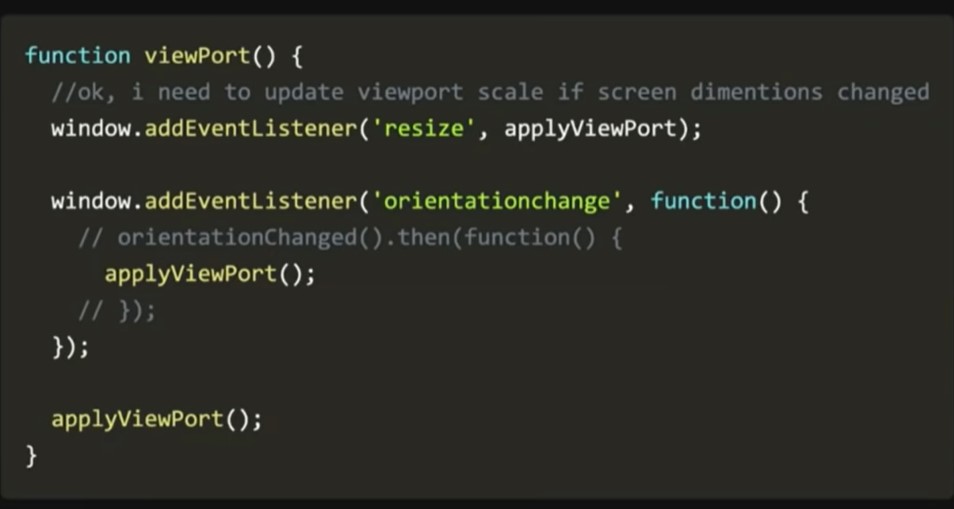 function viewPort() {
//ok, i need to update viewport scale if screen dimentions changed
window.addEventListener('resize', applyViewPort);
window.addEventListener('orientationchange', function() {
// orientationChanged().then(function() {
applyViewPort();
// });
});
applyViewPort();
}